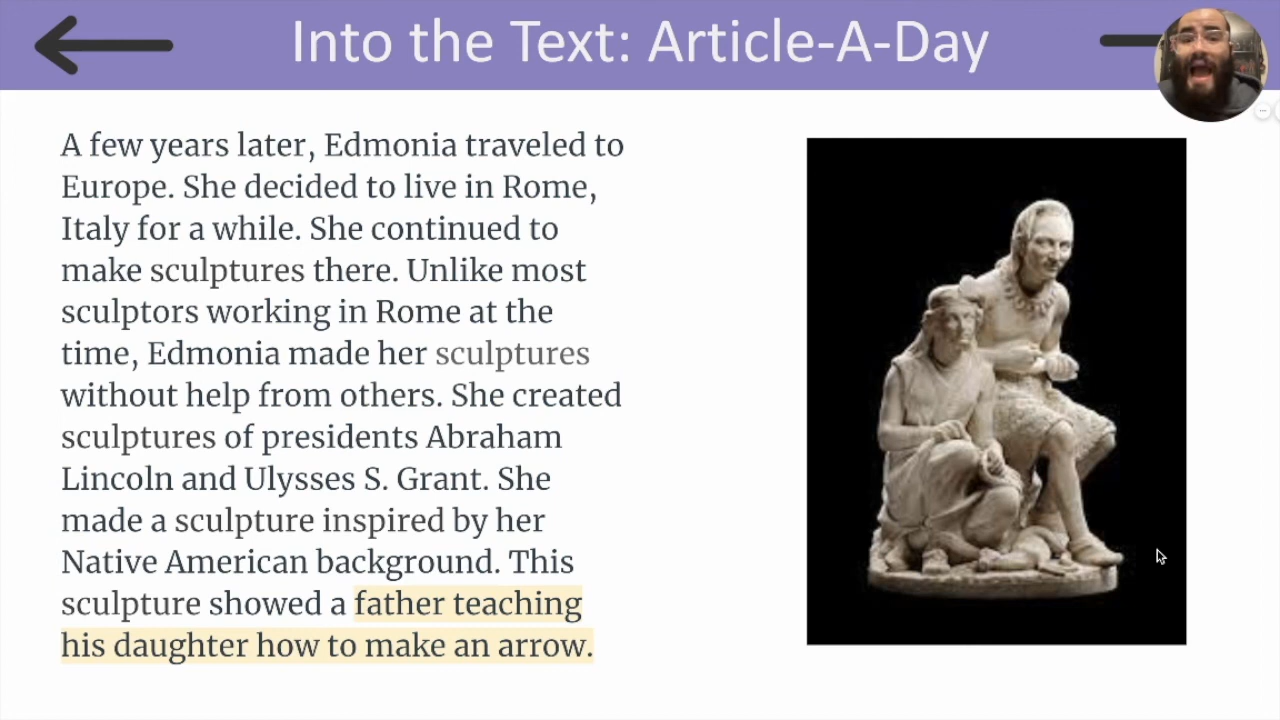 Into the Text: Article-A-Day
A few years later, Edmonia traveled to
Europe. She decided to live in Rome,
Italy for a while. She continued to
make sculptures there. Unlike most
sculptors working in Rome at the
time, Edmonia made her sculptures
without help from others. She created
sculptures of presidents Abraham
Lincoln and Ulysses S. Grant. She
made a sculpture inspired by her
Native American background. This
sculpture showed a father teaching
his daughter how to make an arrow.